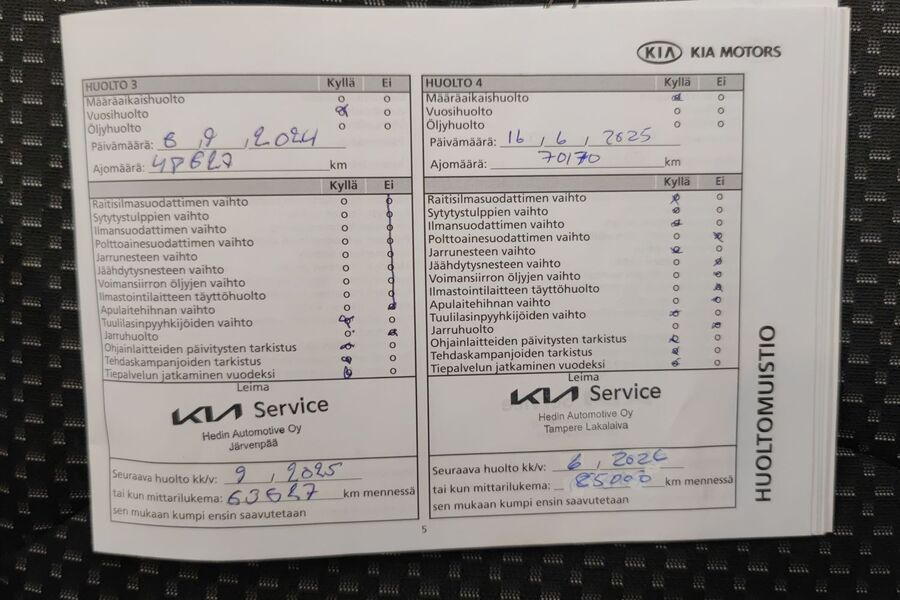 KIA KIA MOTORS
HUOLTO 3 Kyllä Ei
Määräaikaishuolto
Vuosihuolto
Öljyhuolto
Päivämäärä: 8, 9, 2024
Ajomäärä: 48627 km
Kyllä Ei
Raitisilmasuodattimen vaihto
Sytytystulppien vaihto
Ilmansuodattimen vaihto
Polttoainesuodattimen vaihto
Jarrunesteen vaihto
Jäähdytysnesteen vaihto
Voimansiirron öljyjen vaihto
Ilmastointilaitteen täyttöhuolto
Apulaitehihnan vaihto
Tuulilasinpyyhkijöiden vaihto
Jarruhuolto
Ohjainlaitteiden päivitysten tarkistus
Tehdaskampanjoiden tarkistus
Tiepalvelun jatkaminen vuodeksi
Leima
KIA Service
Hedin Automotive Oy
Järvenpää
Seuraava huolto kk/v: 9, 2025
tai kun mittarilukema: 63627 km mennessä
sen mukaan kumpi ensin saavutetaan
HUOLTO 4 Kyllä Ei
Määräaikaishuolto
Vuosihuolto
Öljyhuolto
Päivämäärä: 16, 6, 2025
Ajomäärä: 70170 km
Kyllä Ei
Raitisilmasuodattimen vaihto
Sytytystulppien vaihto
Ilmansuodattimen vaihto
Polttoainesuodattimen vaihto
Jarrunesteen vaihto
Jäähdytysnesteen vaihto
Voimansiirron öljyjen vaihto
Ilmastointilaitteen täyttöhuolto
Apulaitehihnan vaihto
Tuulilasinpyyhkijöiden vaihto
Jarruhuolto
Ohjainlaitteiden päivitysten tarkistus
Tehdaskampanjoiden tarkistus
Tiepalvelun jatkaminen vuodeksi
Leima
KIA Service
Hedin Automotive Oy
Tampere Lakalaiva
Seuraava huolto kk/v: 6, 2026
tai kun mittarilukema: 85000 km mennessä
sen mukaan kumpi ensin saavutetaan
HUOLTOMUISTIO
5